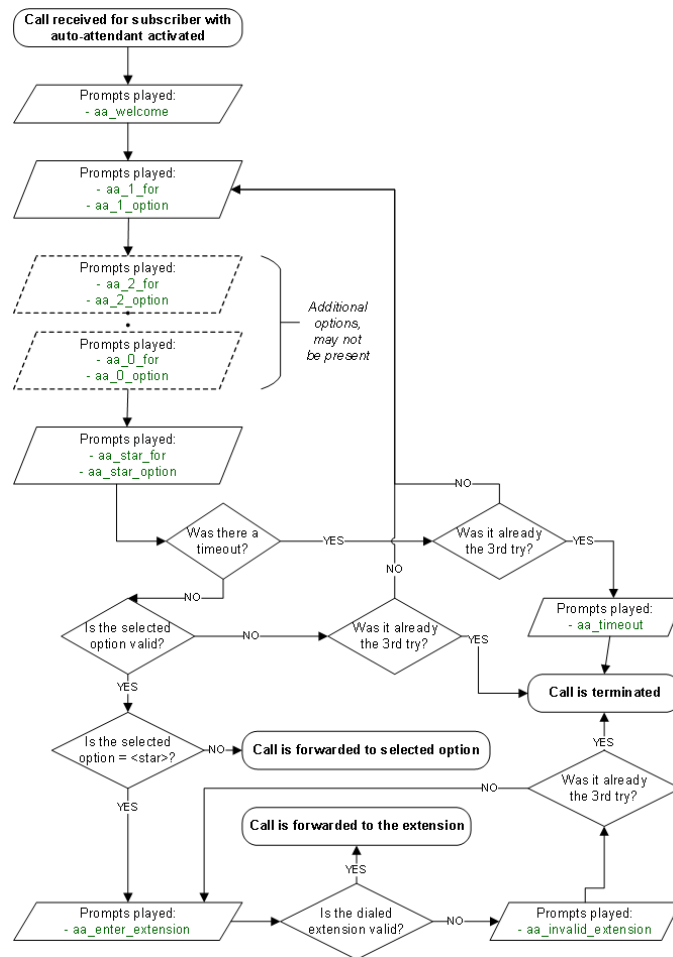 Call received for subscriber with
auto-attendant activated
Prompts played:
- aa_welcome
Prompts played:
- aa_1_for
- aa_1_option
Prompts played:
- aa_2_for
- aa_2_option
Additional
options,
may not
be present
Prompts played:
- aa_0_for
- aa_0_option
Prompts played:
- aa_star_for
- aa_star_option
NO
Was there a
timeout?
YES
Was it already
the 3rd try?
YES
NO
NO
Prompts played:
- aa_timeout
Is the selected
option valid?
NO
Was it already
the 3rd try?
YES
Call is terminated
YES
YES
Is the selected
option = <star>?
NO
Call is forwarded to selected option
Was it already
the 3rd try?
NO
YES
Call is forwarded to the extension
YES
Prompts played:
- aa_enter_extension
Is the dialed
extension valid?
NO
Prompts played:
- aa_invalid_extension